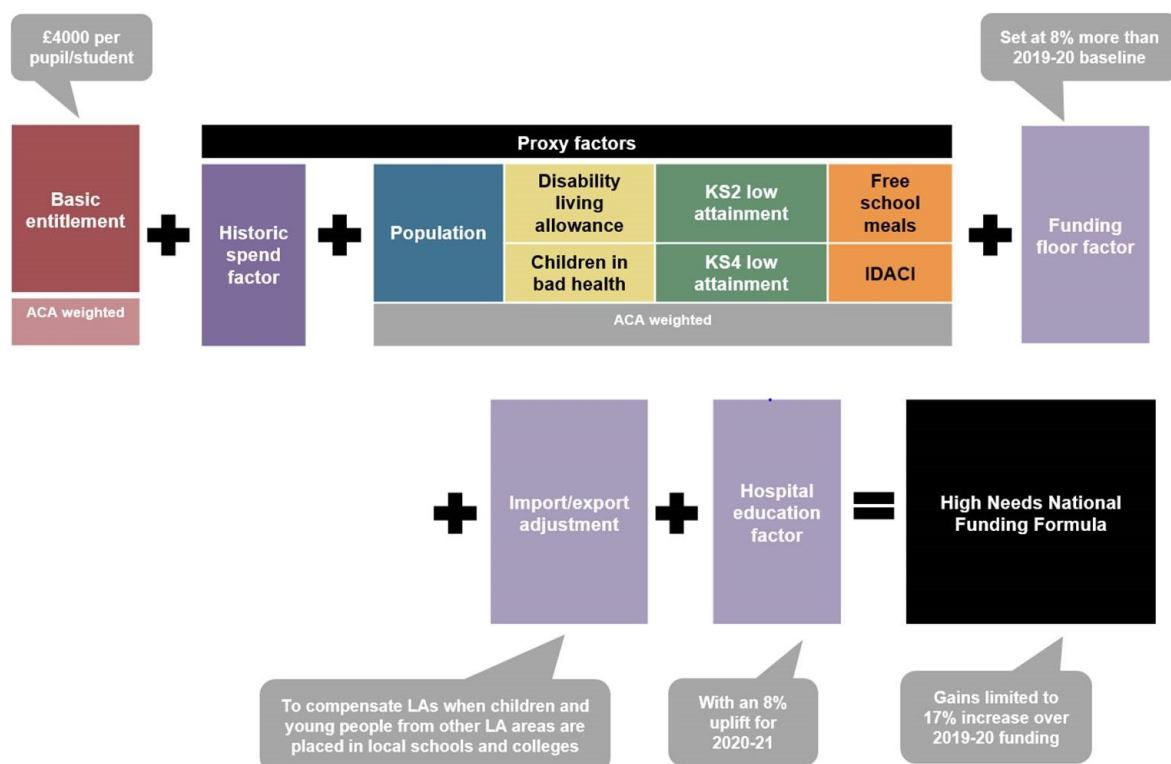 £4000 per
pupil/student
Set at 8% more than
2019-20 baseline
Basic
entitlement
ACA weighted
Proxy factors
Historic
spend
factor
Population
Disability
living
allowance
Children in
bad health
KS2 low
attainment
KS4 low
attainment
Free
school
meals
IDACI
ACA weighted
Funding
floor factor
Import/export
adjustment
Hospital
education
factor
High Needs National
Funding Formula
To compensate LAs when children and
young people from other LA areas are
placed in local schools and colleges
With an 8%
uplift for
2020-21
Gains limited to
17% increase over
2019-20 funding